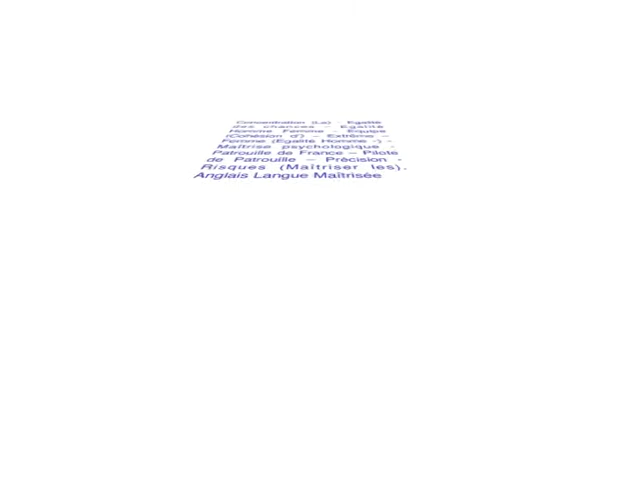 Concentration (La) - Egalité
des chances - Egalité
Homme Femme - Equipe
(Cohésion d') - Extrême –
Femme (Egalité Homme -) -
Maîtrise psychologique -
Patrouille de France – Pilote
de Patrouille – Précision -
Risques (Maîtriser les).
Anglais Langue Maîtrisée